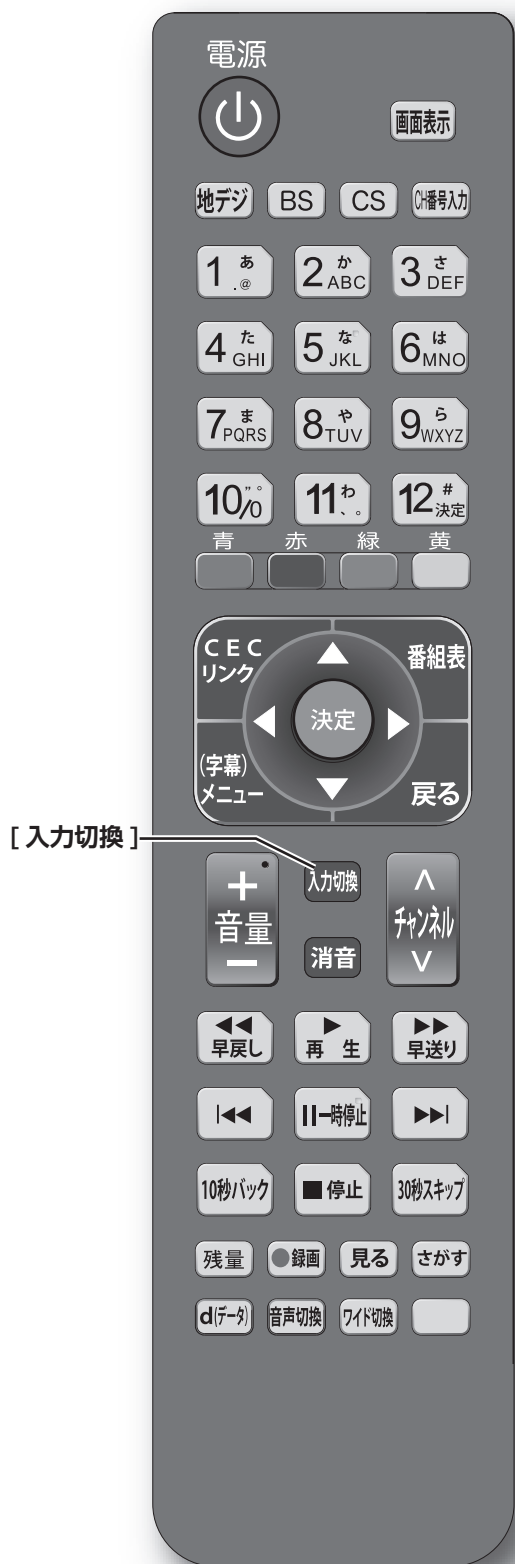 電源
画面表示
地デジ BS CS CH番号入力
1 あ .@ 2 か ABC 3 さ DEF
4 た GHI 5 な JKL 6 は MNO
7 ま PQRS 8 や TUV 9 ら WXYZ
10/0 ゛゜ 11 わ 、。 12 # 決定
青 赤 緑 黄
CEC
リンク
番組表
決定
(字幕)
メニュー
戻る
[ 入力切換 ]
+
音量
−
入力切換
消音
∧
チャンネル
∨
◀◀ ▶ ▶▶
早戻し 再 生 早送り
|◀◀ ||一時停止 ▶▶|
10秒バック ■停止 30秒スキップ
残量 ●録画 見る さがす
d(データ) 音声切換 ワイド切換